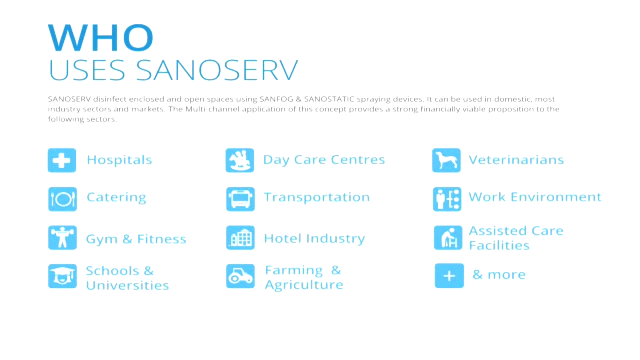 WHO
USES SANOSERV
SANOSERV disinfect enclosed and open spaces using SANFOG & SANOSTATIC spraying devices. It can be used in domestic, most
industry sectors and markets. The Multi-channel application of this concept provides a strong financially viable proposition to the
following sectors
Hospitals
Day Care Centres
Veterinarians
Catering
Transportation
Work Environment
Gym & Fitness
Hotel Industry
Assisted Care
Facilities
Schools &
Universities
Farming &
Agriculture
& more